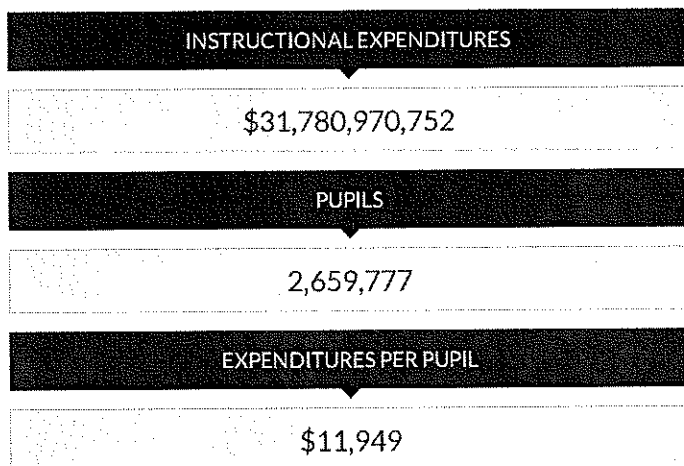 INSTRUCTIONAL EXPENDITURES
$31,780,970,752
PUPILS
2,659,777
EXPENDITURES PER PUPIL
$11,949